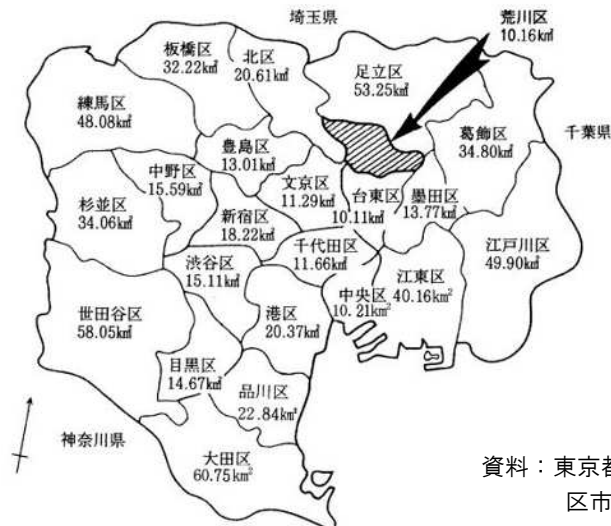 埼玉県
荒川区
10.16k㎡
板橋区
32.22k㎡
北区
20.61k㎡
足立区
53.25k㎡
練馬区
48.08k㎡
葛飾区
34.80k㎡
千葉県
豊島区
13.01k㎡
中野区
15.59k㎡
文京区
11.29k㎡
台東区
10.11k㎡
墨田区
13.77k㎡
杉並区
34.06k㎡
新宿区
18.22k㎡
千代田区
11.66k㎡
江戸川区
49.90k㎡
渋谷区
15.11k㎡
江東区
40.16km²
中央区
10.21km²
世田谷区
58.05k㎡
港区
20.37k㎡
目黒区
14.67k㎡
品川区
22.84k㎡
神奈川県
大田区
60.75km²
資料：東京都
区市